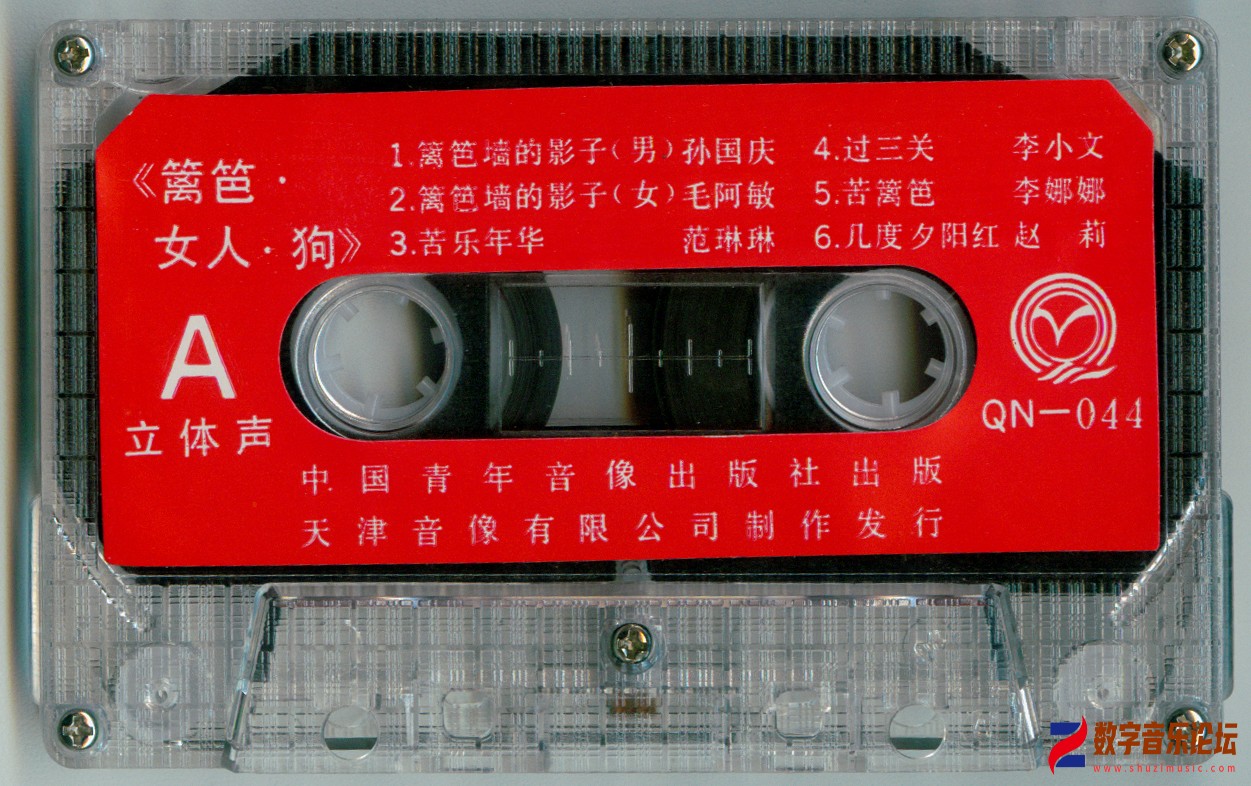 《篱笆·
女人·狗》
1.篱笆墙的影子(男)孙国庆
2.篱笆墙的影子(女)毛阿敏
3.苦乐年华 范琳琳
4.过三关 李小文
5.苦篱笆 李娜娜
6.几度夕阳红 赵 莉
A
立体声
QN-044
中国青年音像出版社出版
天津音像有限公司制作发行
数字音乐论坛
www.shuzimusic.com